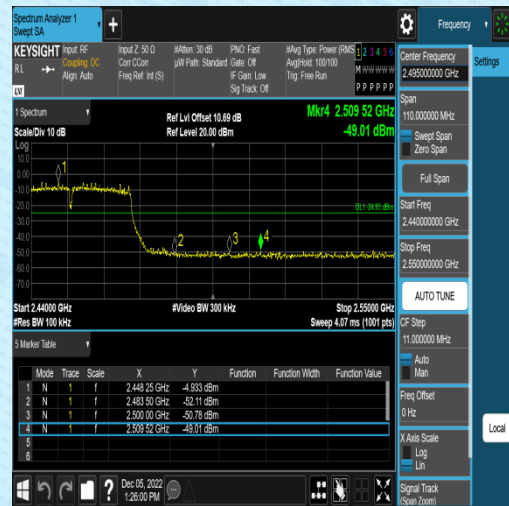 Spectrum Analyzer 1
Swept SA
Frequency
KEYSIGHT Input: RF Input Z: 50 Ω #Atten: 30 dB PNO: Fast #Avg Type: Power (RMS 1 2 3 4 5 6
R L Coupling: DC Corr CCorr µW Path: Standard Gate: Off Avg|Hold: 100/100 M W W W W W
Align: Auto Freq Ref: Int (S) IF Gain: Low Trig: Free Run
Sig Track: Off P P P P P P
LXI
Center Frequency
2.495000000 GHz
Settings
Span
110.000000 MHz
Swept Span
Zero Span
Full Span
Start Freq
2.440000000 GHz
Stop Freq
2.550000000 GHz
AUTO TUNE
CF Step
11.000000 MHz
Auto
Man
Freq Offset
0 Hz
X Axis Scale
Log
Lin
Local
Signal Track
(Span Zoom)
1 Spectrum
Ref Lvl Offset 10.69 dB
Mkr4 2.509 52 GHz
Scale/Div 10 dB
Ref Level 20.00 dBm
-49.01 dBm
Log
10.0
0.00
-10.0
-20.0
-30.0
-40.0
-50.0
-60.0
-70.0
1
2
3
4
Start 2.44000 GHz
#Video BW 300 kHz
Stop 2.55000 GHz
#Res BW 100 kHz
Sweep 4.07 ms (1001 pts)
5 Marker Table
Mode Trace Scale X Y Function Function Width Function Value
1 N 1 f 2.448 25 GHz -4.933 dBm
2 N 1 f 2.483 50 GHz -52.11 dBm
3 N 1 f 2.500 00 GHz -50.78 dBm
4 N 1 f 2.509 52 GHz -49.01 dBm
5
6
?
Dec 05, 2022
1:26:00 PM